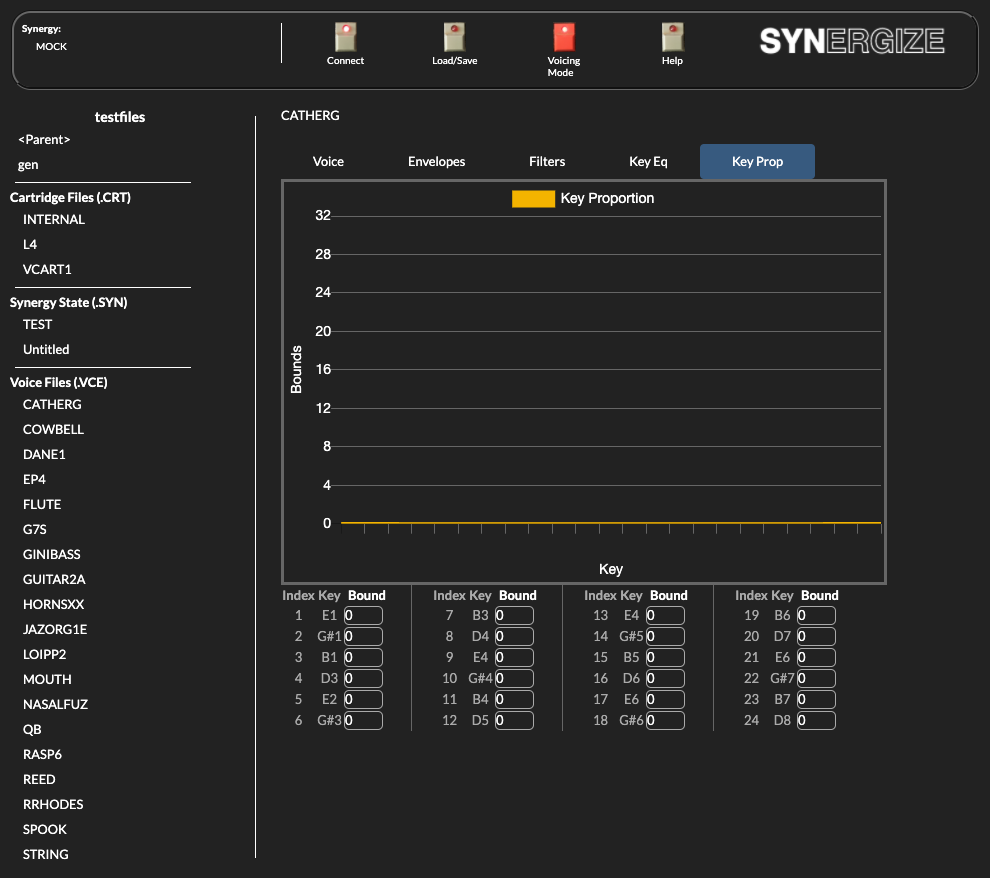 Synergy:
MOCK
Connect
Load/Save
Voicing
Mode
Help
SYNERGIZE
testfiles
<Parent>
gen
Cartridge Files (.CRT)
INTERNAL
L4
VCART1
Synergy State (.SYN)
TEST
Untitled
Voice Files (.VCE)
CATHERG
COWBELL
DANE1
EP4
FLUTE
G7S
GINIBASS
GUITAR2A
HORNSXX
JAZORG1E
LOIPP2
MOUTH
NASALFUZ
QB
RASP6
REED
RRHODES
SPOOK
STRING
CATHERG
Voice Envelopes Filters Key Eq Key Prop
Key Proportion
32
28
24
20
16
12
8
4
0
Bounds
Key
Index Key Bound Index Key Bound Index Key Bound Index Key Bound
1 E1 0 7 B3 0 13 E4 0 19 B6 0
2 G#1 0 8 D4 0 14 G#5 0 20 D7 0
3 B1 0 9 E4 0 15 B5 0 21 E6 0
4 D3 0 10 G#4 0 16 D6 0 22 G#7 0
5 E2 0 11 B4 0 17 E6 0 23 B7 0
6 G#3 0 12 D5 0 18 G#6 0 24 D8 0